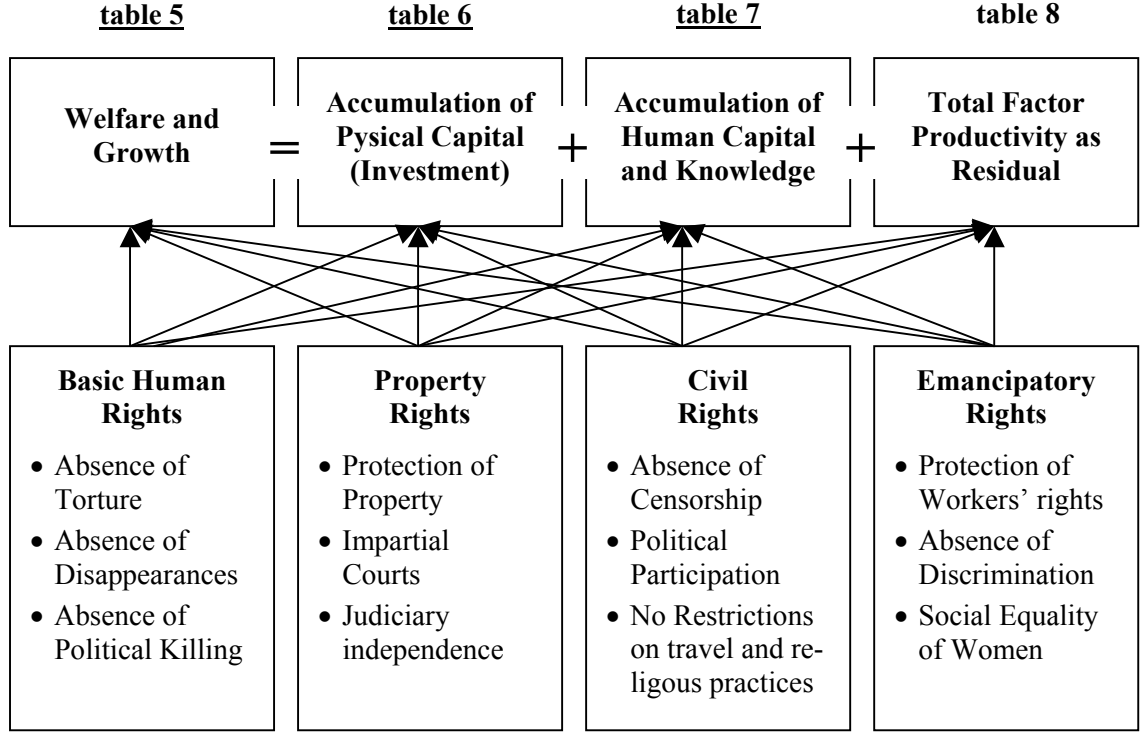 table 5
table 6
table 7
table 8
Welfare and
Growth
=
Accumulation of
Pysical Capital
(Investment)
+
Accumulation of
Human Capital
and Knowledge
+
Total Factor
Productivity as
Residual
Basic Human
Rights
• Absence of
Torture
• Absence of
Disappearances
• Absence of
Political Killing
Property
Rights
• Protection of
Property
• Impartial
Courts
• Judiciary
independence
Civil
Rights
• Absence of
Censorship
• Political
Participation
• No Restrictions
on travel and re-
ligous practices
Emancipatory
Rights
• Protection of
Workers’ rights
• Absence of
Discrimination
• Social Equality
of Women